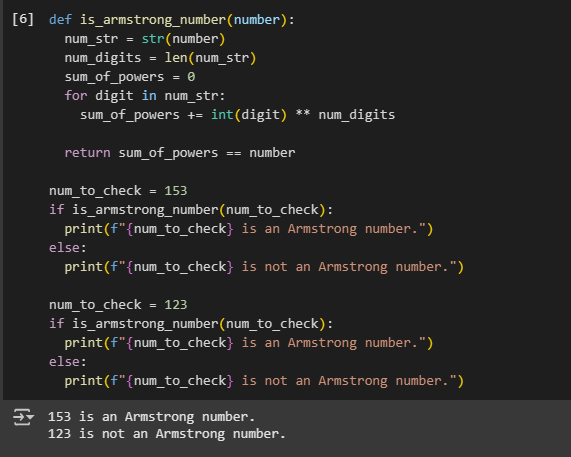 [6] def is_armstrong_number(number):
      num_str = str(number)
      num_digits = len(num_str)
      sum_of_powers = 0
      for digit in num_str:
        sum_of_powers += int(digit) ** num_digits

      return sum_of_powers == number

    num_to_check = 153
    if is_armstrong_number(num_to_check):
      print(f"{num_to_check} is an Armstrong number.")
    else:
      print(f"{num_to_check} is not an Armstrong number.")

    num_to_check = 123
    if is_armstrong_number(num_to_check):
      print(f"{num_to_check} is an Armstrong number.")
    else:
      print(f"{num_to_check} is not an Armstrong number.")

153 is an Armstrong number.
123 is not an Armstrong number.